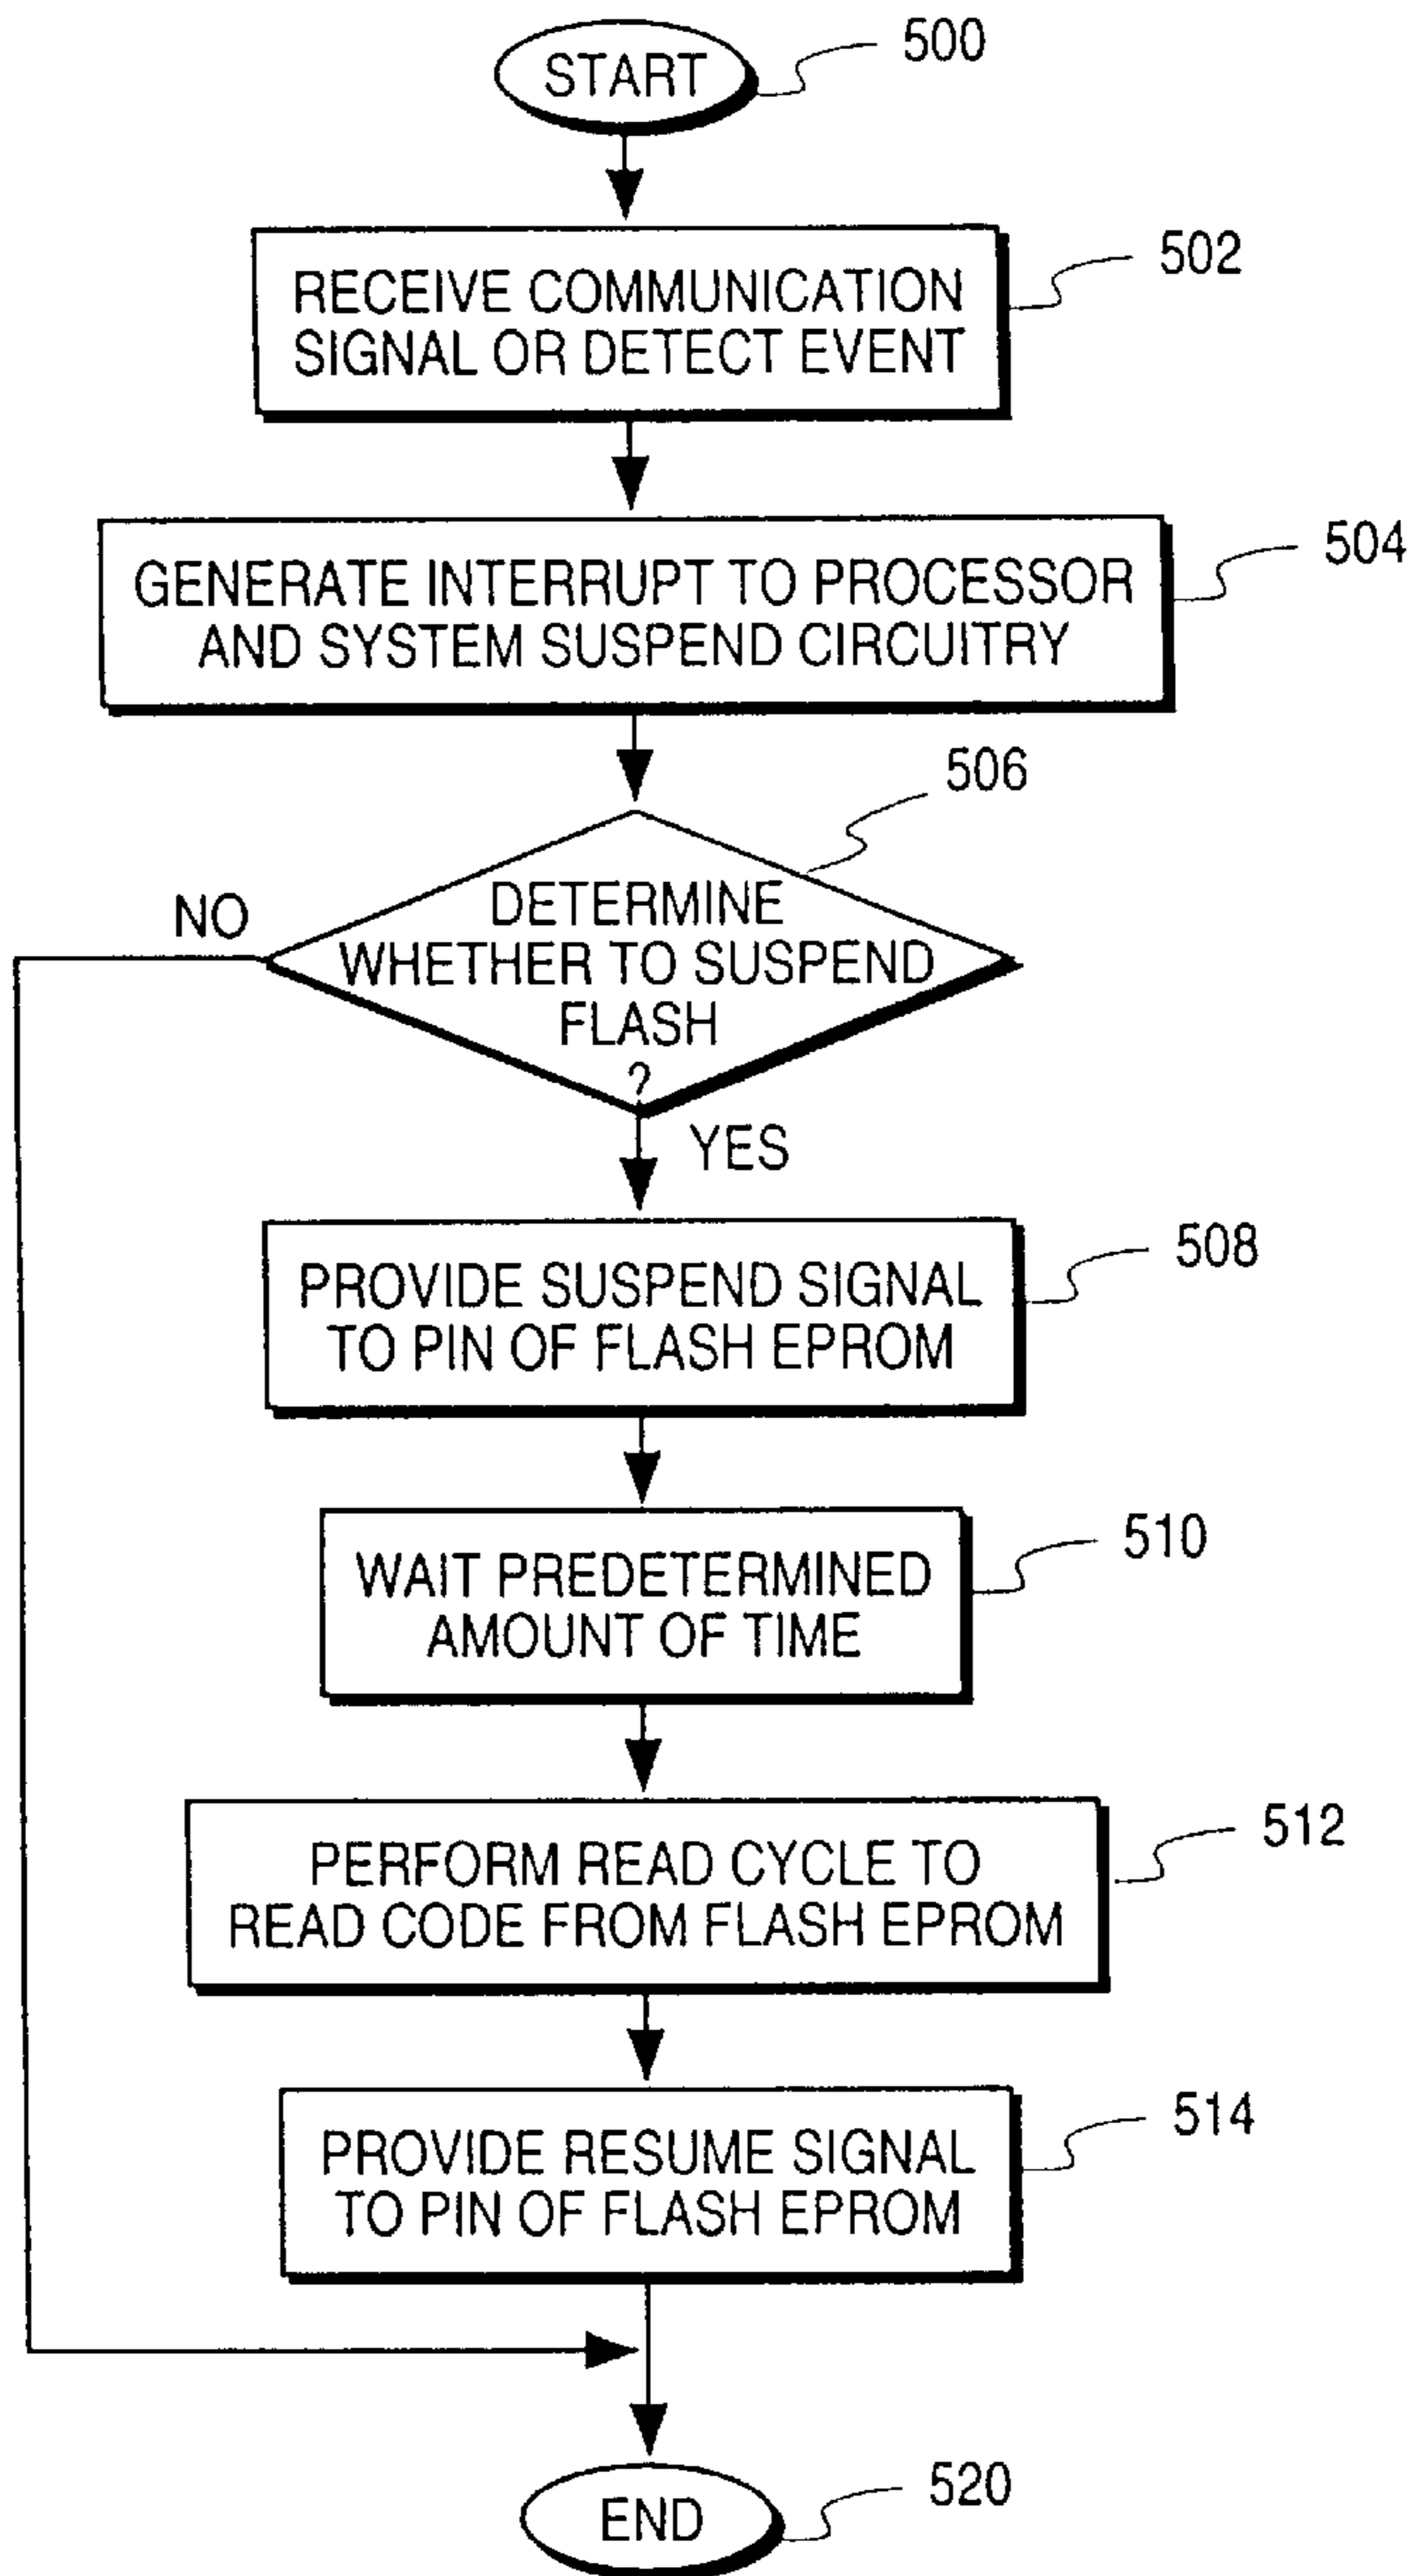 START
500
RECEIVE COMMUNICATION
SIGNAL OR DETECT EVENT
502
GENERATE INTERRUPT TO PROCESSOR
AND SYSTEM SUSPEND CIRCUITRY
504
506
DETERMINE
WHETHER TO SUSPEND
FLASH
?
NO
YES
PROVIDE SUSPEND SIGNAL
TO PIN OF FLASH EPROM
508
WAIT PREDETERMINED
AMOUNT OF TIME
510
PERFORM READ CYCLE TO
READ CODE FROM FLASH EPROM
512
PROVIDE RESUME SIGNAL
TO PIN OF FLASH EPROM
514
END
520